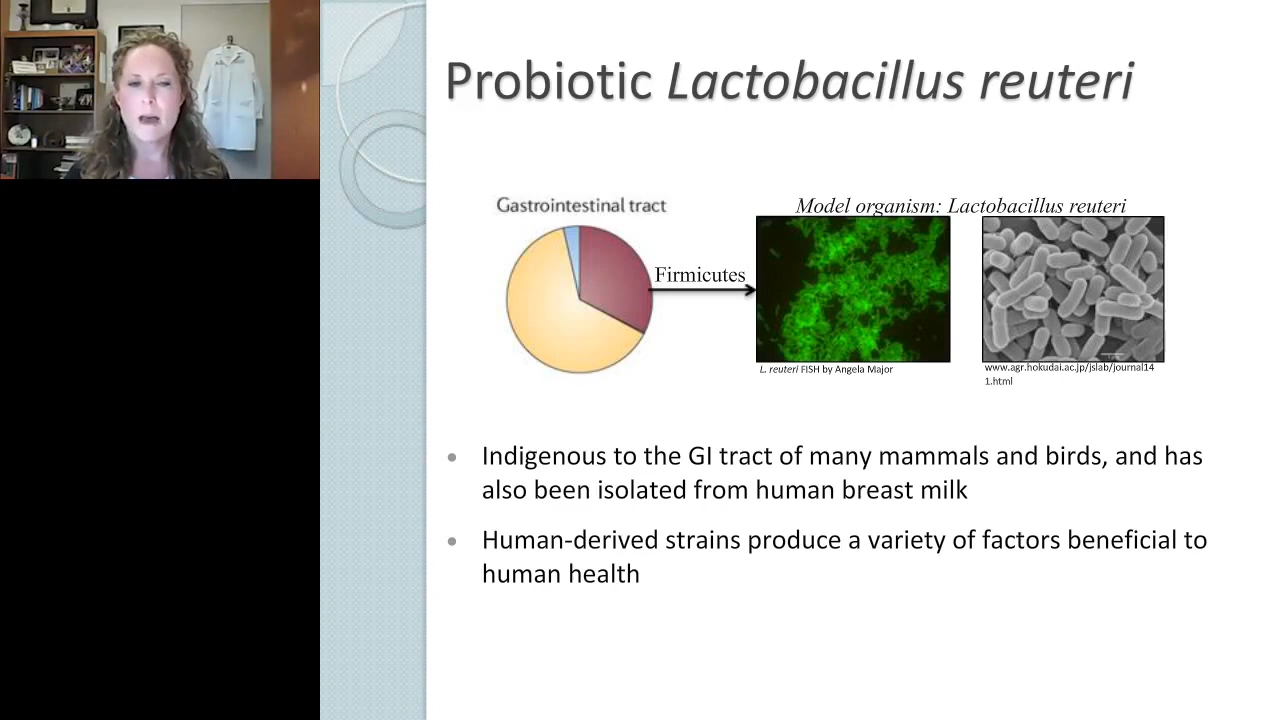 Probiotic Lactobacillus reuteri
Gastrointestinal tract
Model organism: Lactobacillus reuteri
Firmicutes
L. reuteri FISH by Angela Major
www.agr.hokudai.ac.jp/jslab/journal14
1.html
• Indigenous to the GI tract of many mammals and birds, and has
also been isolated from human breast milk
• Human-derived strains produce a variety of factors beneficial to
human health